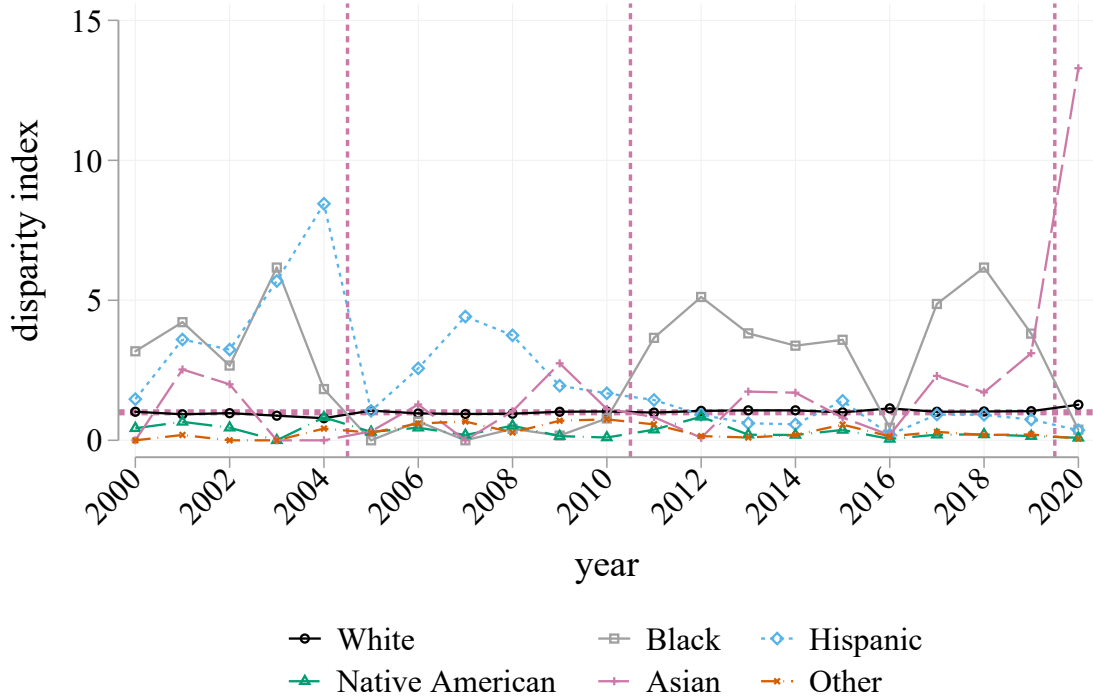 15
10
5
0
disparity index
2000 2002 2004 2006 2008 2010 2012 2014 2016 2018 2020
year
White Black Hispanic
Native American Asian Other